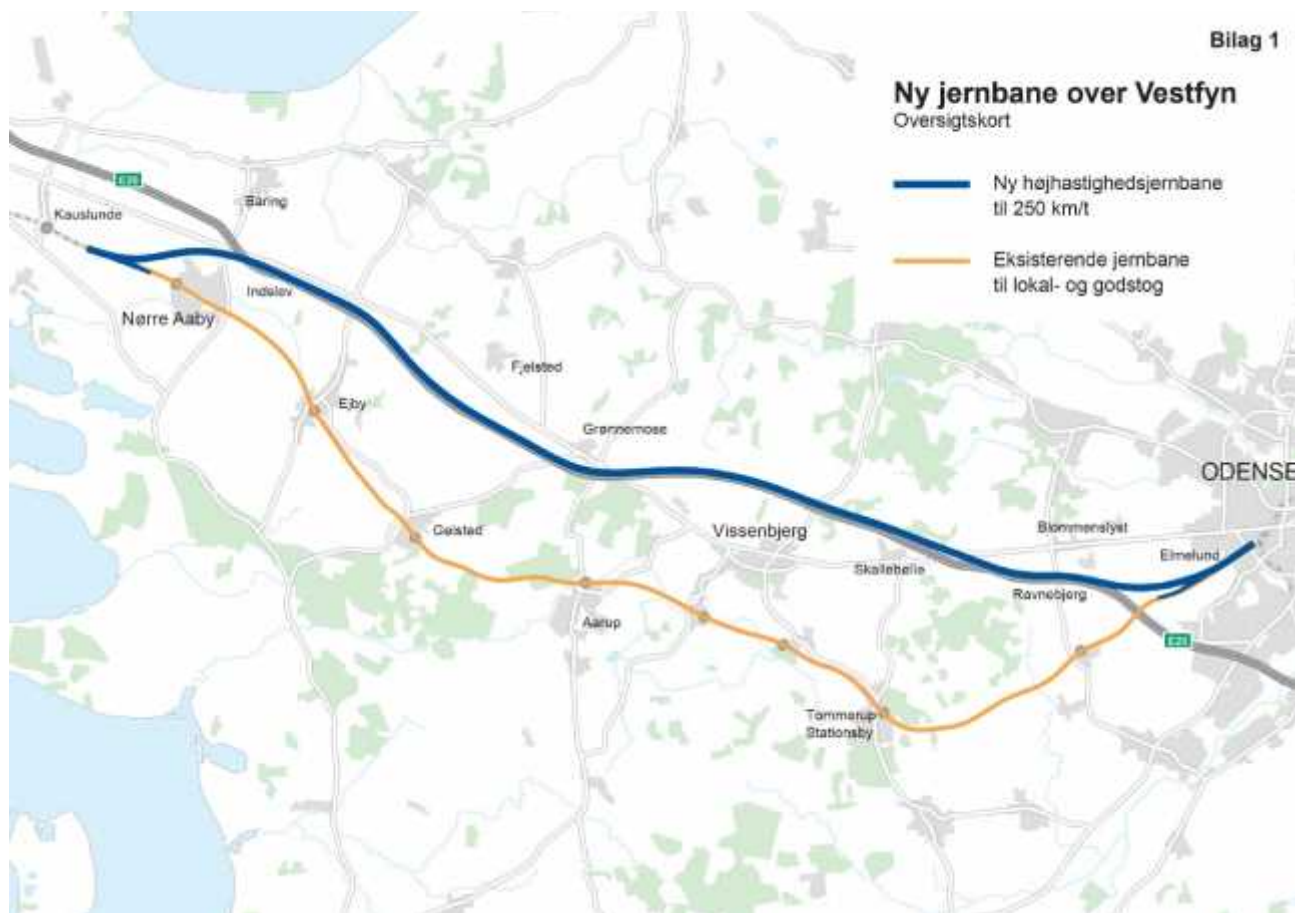 Bilag 1
Ny jernbane over Vestfyn
Oversigtskort
Ny højhastighedsjernbane
til 250 km/t
Eksisterende jernbane
til lokal- og godstog
E20
Kauslunde
Båring
Indslev
Nørre Aaby
Fjelsted
Ejby
Grønnemose
ODENSE
Gelsted
Vissenbjerg
Blommenslyst
Skallebølle
Elmelund
Ravnebjerg
Aarup
E20
Tommerup
Stationsby